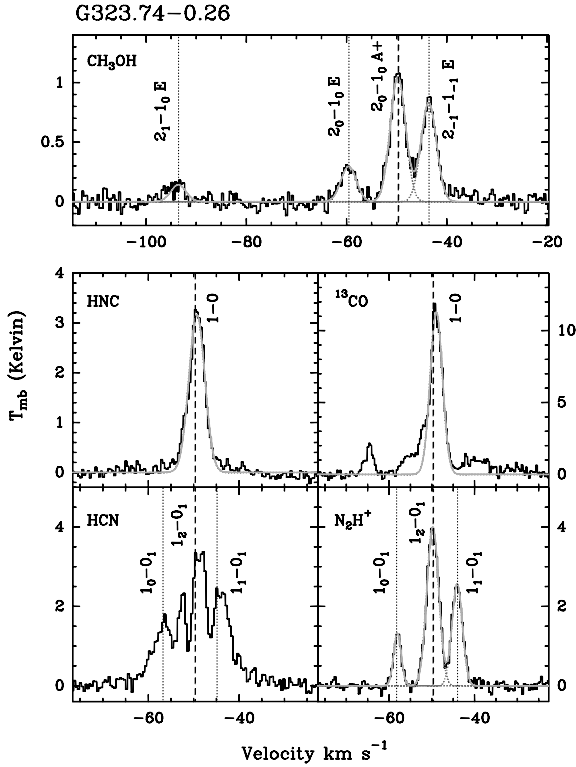 G323.74−0.26
CH₃OH
2₁−1₀ E
2₀−1₀ E
2₀−1₀ A+
2₋₁−1₋₁ E
1
0.5
0
−100
−80
−60
−40
−20
T_mb (Kelvin)
HNC
1−0
4
3
2
1
0
¹³CO
1−0
10
5
0
HCN
1₀−0₁
1₂−0₁
1₁−0₁
4
2
0
N₂H⁺
1₀−0₁
1₂−0₁
1₁−0₁
4
2
0
−60
−40
−60
−40
Velocity km s⁻¹